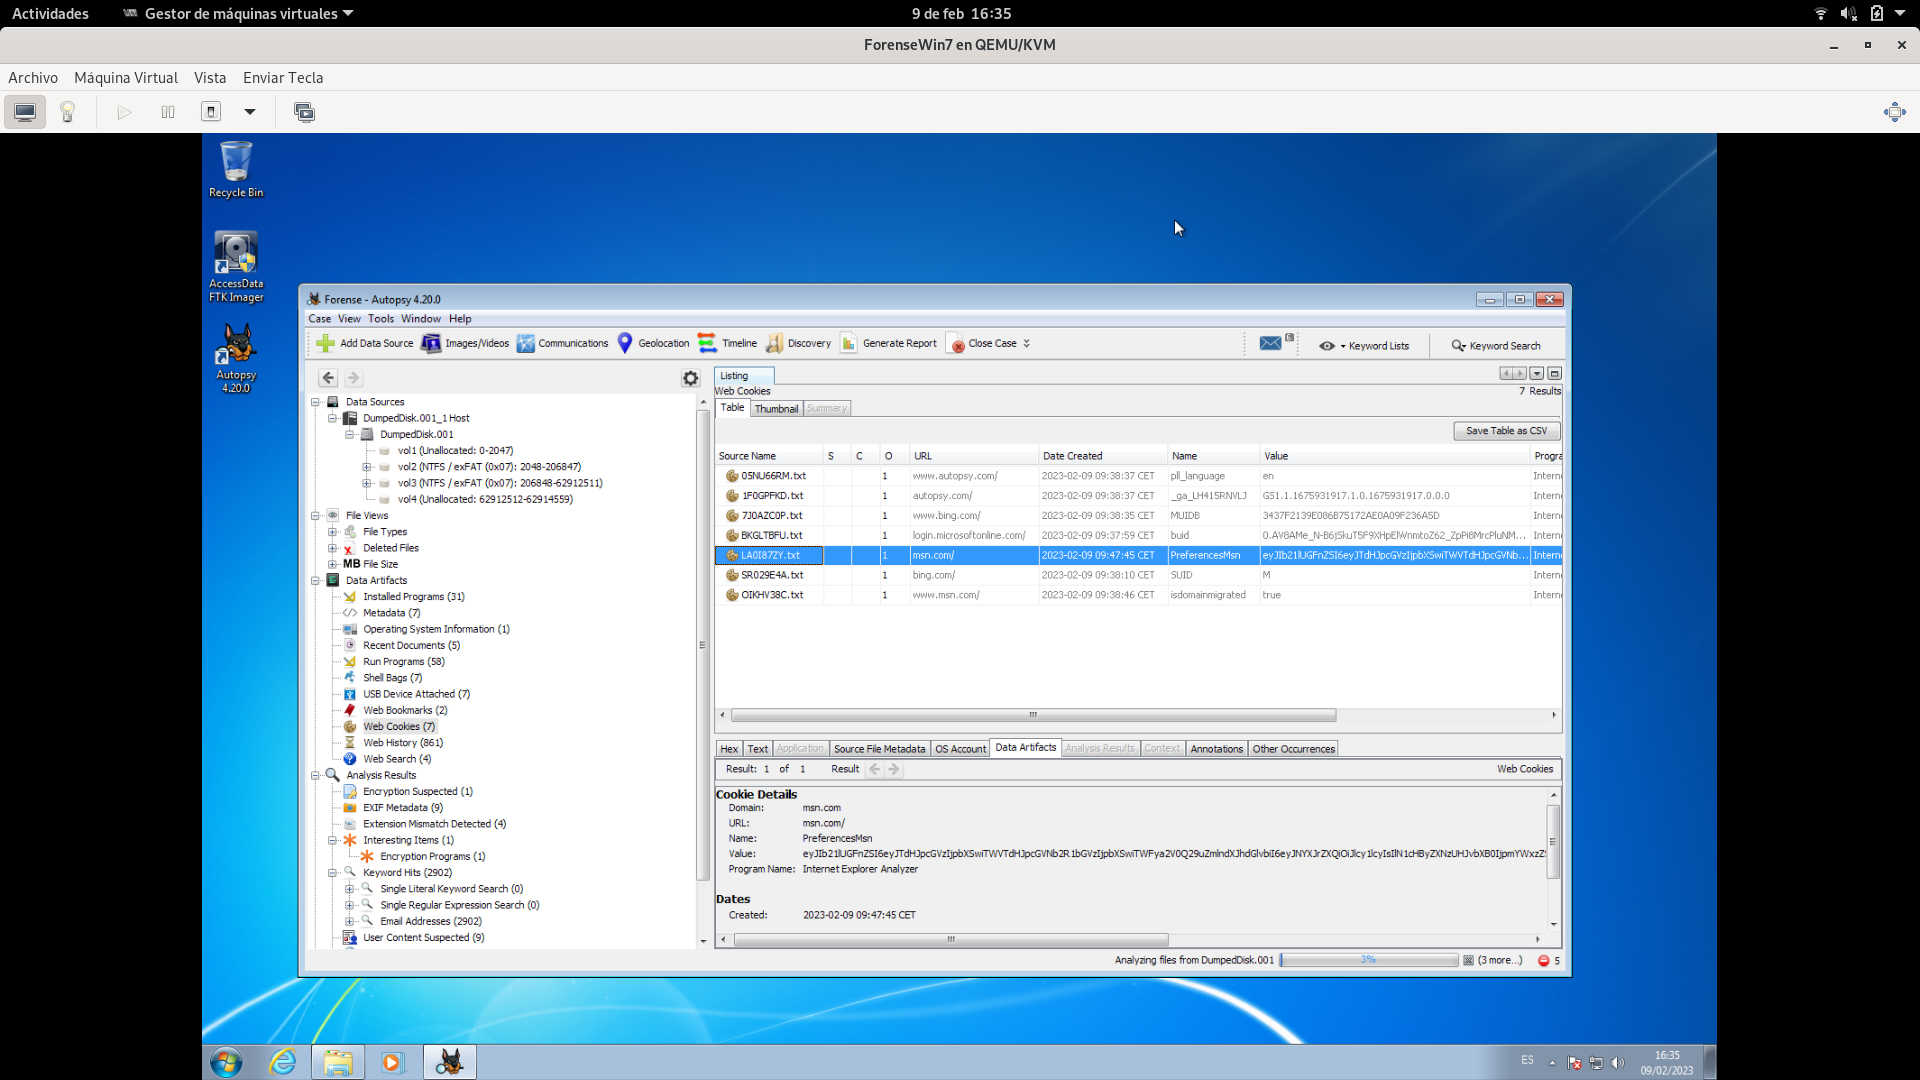 Actividades Gestor de máquinas virtuales 9 de feb 16:35
ForenseWin7 en QEMU/KVM
Archivo Máquina Virtual Vista Enviar Tecla
Recycle Bin
AccessData
FTK Imager
Autopsy
4.20.0
Forense - Autopsy 4.20.0
Case View Tools Window Help
Add Data Source Images/Videos Communications Geolocation Timeline Discovery Generate Report Close Case Keyword Lists Keyword Search
Data Sources
DumpedDisk.001_1 Host
DumpedDisk.001
vol1 (Unallocated: 0-2047)
vol2 (NTFS / exFAT (0x07): 2048-206847)
vol3 (NTFS / exFAT (0x07): 206848-62912511)
vol4 (Unallocated: 62912512-62914559)
File Views
File Types
Deleted Files
MB File Size
Data Artifacts
Installed Programs (31)
Metadata (7)
Operating System Information (1)
Recent Documents (5)
Run Programs (58)
Shell Bags (7)
USB Device Attached (7)
Web Bookmarks (2)
Web Cookies (7)
Web History (861)
Web Search (4)
Analysis Results
Encryption Suspected (1)
EXIF Metadata (9)
Extension Mismatch Detected (4)
Interesting Items (1)
Encryption Programs (1)
Keyword Hits (2902)
Single Literal Keyword Search (0)
Single Regular Expression Search (0)
Email Addresses (2902)
User Content Suspected (9)
Listing
Web Cookies 7 Results
Table Thumbnail Summary
Save Table as CSV
Source Name S C O URL Date Created Name Value Progra
05NU66RM.txt 1 www.autopsy.com/ 2023-02-09 09:38:37 CET pll_language en Intern
1F0GPFKD.txt 1 autopsy.com/ 2023-02-09 09:38:37 CET _ga_LH415RNVLJ GS1.1.1675931917.1.0.1675931917.0.0.0 Intern
7J0AZC0P.txt 1 www.bing.com/ 2023-02-09 09:38:35 CET MUIDB 3437F2139E086B75172AE0A09F236A5D Intern
BKGLTBFU.txt 1 login.microsoftonline.com/ 2023-02-09 09:37:59 CET buid Intern
LA0I87ZY.txt 1 msn.com/ 2023-02-09 09:47:45 CET PreferencesMsn Intern
SR029E4A.txt 1 bing.com/ 2023-02-09 09:38:10 CET SUID M Intern
OIKHV38C.txt 1 www.msn.com/ 2023-02-09 09:38:46 CET isdomainmigrated true Intern
Hex Text Application Source File Metadata OS Account Data Artifacts Analysis Results Context Annotations Other Occurrences
Result: 1 of 1 Result Web Cookies
Cookie Details
Domain: msn.com
URL: msn.com/
Name: PreferencesMsn
Value:
Program Name: Internet Explorer Analyzer
Dates
Created: 2023-02-09 09:47:45 CET
Analyzing files from DumpedDisk.001 3% (3 more...) 5
ES 16:35
09/02/2023